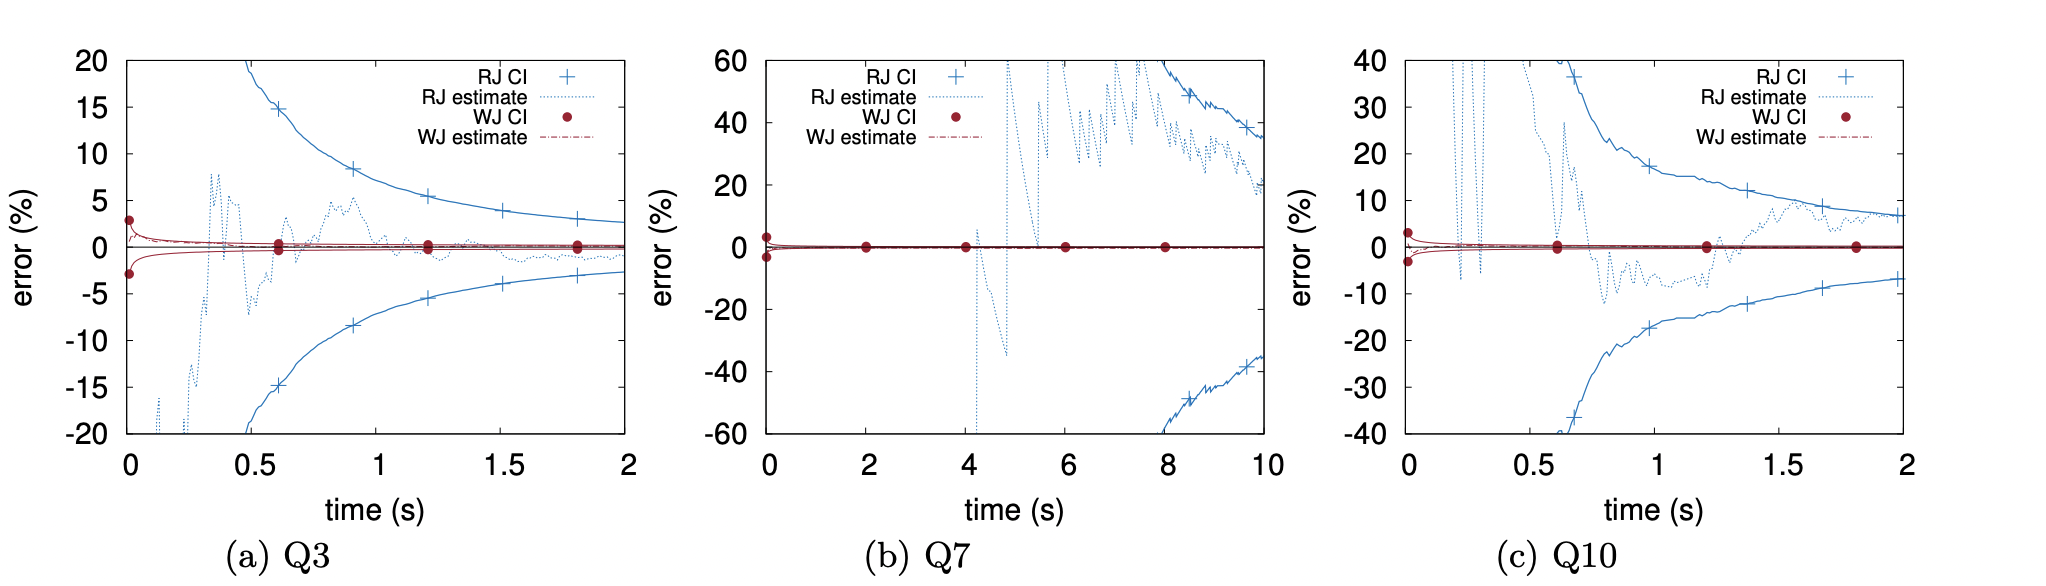 20
15
10
5
0
-5
-10
-15
-20
error (%)
0 0.5 1 1.5 2
time (s)
RJ CI
RJ estimate
WJ CI
WJ estimate
(a) Q3
60
40
20
0
-20
-40
-60
error (%)
0 2 4 6 8 10
time (s)
RJ CI
RJ estimate
WJ CI
WJ estimate
(b) Q7
40
30
20
10
0
-10
-20
-30
-40
error (%)
0 0.5 1 1.5 2
time (s)
RJ CI
RJ estimate
WJ CI
WJ estimate
(c) Q10